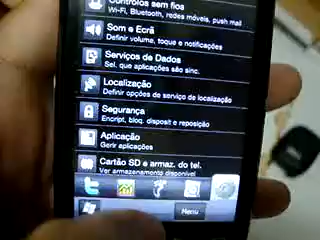 Controlos sem fios
Wi-Fi, Bluetooth, redes móveis, push mail
Som e Ecrã
Definir volume, toque e notificações
Serviços de Dados
Sel. que aplicações são sinc.
Localização
Definir opções de serviço de localização
Segurança
Encript, bloq. disposit e reposição
Aplicação
Gerir aplicações
Cartão SD e armaz. do tel.
Ver armazenamento disponível
Menu